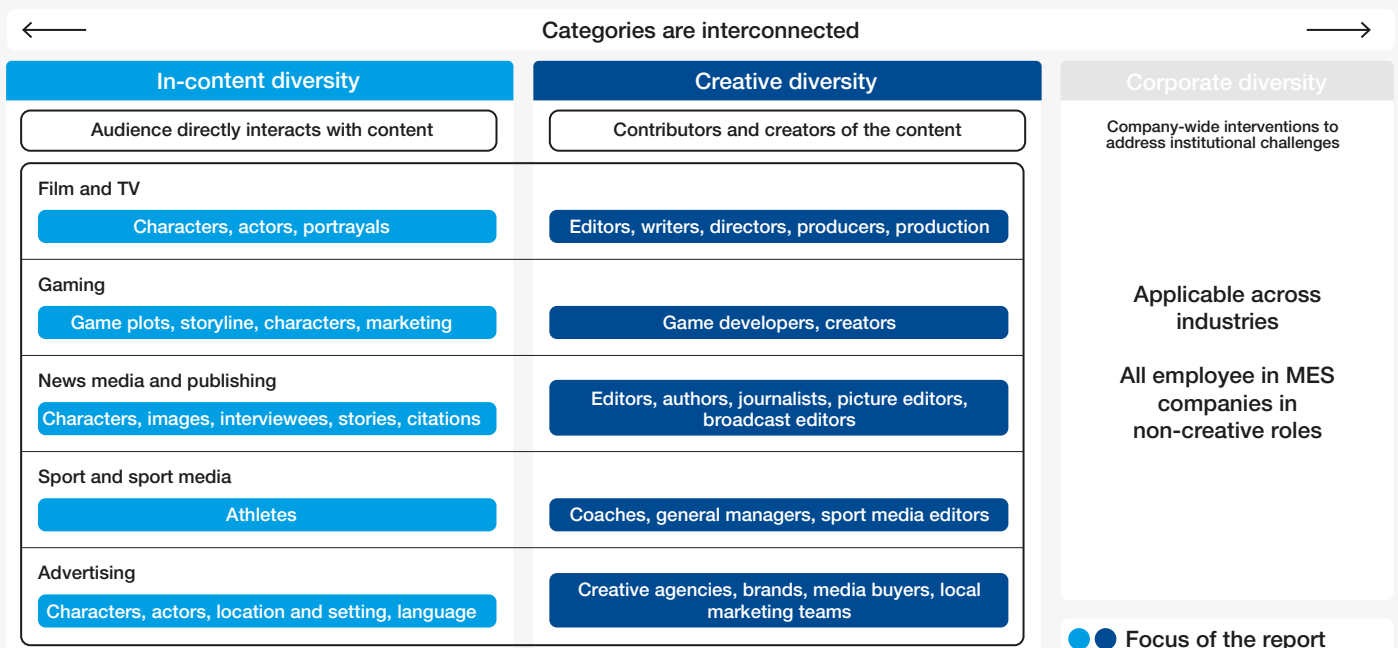 Categories are interconnected
In-content diversity
Audience directly interacts with content
Creative diversity
Contributors and creators of the content
Film and TV
Characters, actors, portrayals
Editors, writers, directors, producers, production
Gaming
Game plots, storyline, characters, marketing
Game developers, creators
News media and publishing
Characters, images, interviewees, stories, citations
Editors, authors, journalists, picture editors,
broadcast editors
Sport and sport media
Athletes
Coaches, general managers, sport media editors
Advertising
Characters, actors, location and setting, language
Creative agencies, brands, media buyers, local
marketing teams
Corporate diversity
Company-wide interventions to
address institutional challenges
Applicable across
industries
All employee in MES
companies in
non-creative roles
Focus of the report